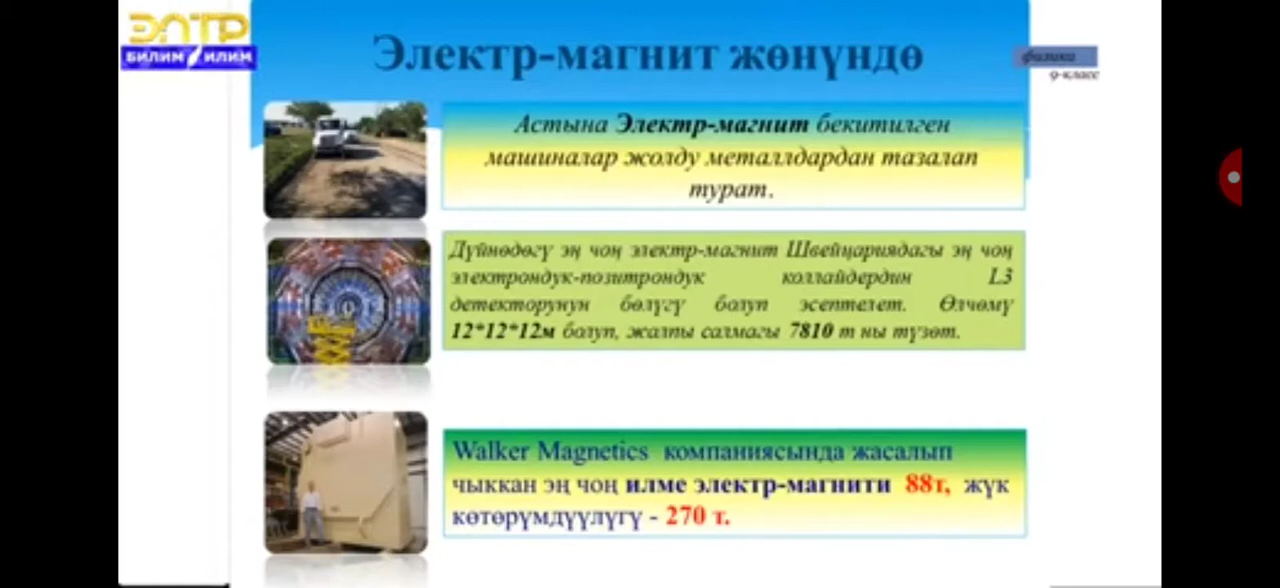 ЭЛТР
БИЛИМ ИЛИМ
Электр-магнит жөнүндө
физика
9-класс
Астына Электр-магнит бекитилген
машиналар жолду металлдардан тазалап
турат.
Дүйнөдөгү эң чоң электр-магнит Швейцариядагы эң чоң
электрондук-позитрондук коллайдердин L3
детекторунун бөлүгү болуп эсептелет. Өлчөмү
12*12*12м болуп, жалпы салмагы 7810 т ны түзөт.
Walker Magnetics компаниясында жасалып
чыккан эң чоң илме электр-магнити 88т, жүк
көтөрүмдүүлүгү - 270 т.